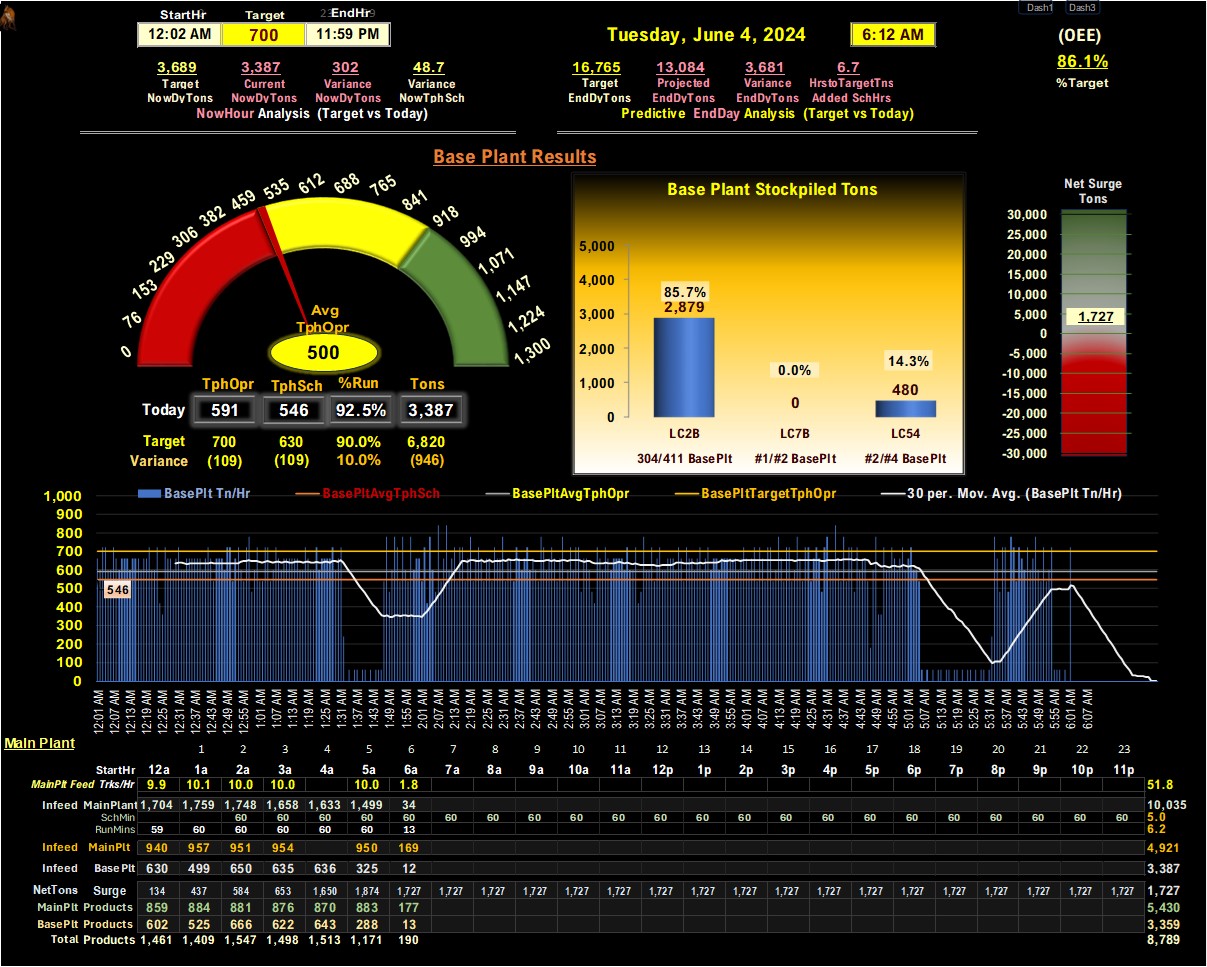 Dash1 Dash3
StartHr Target EndHr
12:02 AM 700 11:59 PM
Tuesday, June 4, 2024 6:12 AM
(OEE)
86.1%
%Target
3,689 3,387 302 48.7
Target Current Variance NowTphSch
NowDyTons NowDyTons NowDyTons
NowHour Analysis (Target vs Today)
16,765 13,084 3,681 6.7
Target Projected Variance HrstoTargetTns
EndDyTons EndDyTons EndDyTons Added SchHrs
Predictive EndDay Analysis (Target vs Today)
Base Plant Results
0 76 153 229 306 382 459 535 612 688 765 841 918 994 1,071 1,147 1,224 1,300
Avg
TphOpr
500
TphOpr TphSch %Run Tons
Today 591 546 92.5% 3,387
Target 700 630 90.0% 6,820
Variance (109) (109) 10.0% (946)
Base Plant Stockpiled Tons
5,000
4,000
3,000
2,000
1,000
0
85.7%
2,879
0.0%
0
14.3%
480
LC2B LC7B LC54
304/411 BasePlt #1/#2 BasePlt #2/#4 BasePlt
Net Surge
Tons
30,000
25,000
20,000
15,000
10,000
5,000
0
-5,000
-10,000
-15,000
-20,000
-25,000
-30,000
1,727
BasePlt Tn/Hr BasePltAvgTphSch BasePltAvgTphOpr BasePltTargetTphOpr 30 per. Mov. Avg. (BasePlt Tn/Hr)
1,000
900
800
700
600
500
400
300
200
100
0
546
12:01 AM 12:07 AM 12:13 AM 12:19 AM 12:25 AM 12:31 AM 12:37 AM 12:43 AM 12:49 AM 12:55 AM 1:01 AM 1:07 AM 1:13 AM 1:19 AM 1:25 AM 1:31 AM 1:37 AM 1:43 AM 1:49 AM 1:55 AM 2:01 AM 2:07 AM 2:13 AM 2:19 AM 2:25 AM 2:31 AM 2:37 AM 2:43 AM 2:49 AM 2:55 AM 3:01 AM 3:07 AM 3:13 AM 3:19 AM 3:25 AM 3:31 AM 3:37 AM 3:43 AM 3:49 AM 3:55 AM 4:01 AM 4:07 AM 4:13 AM 4:19 AM 4:25 AM 4:31 AM 4:37 AM 4:43 AM 4:49 AM 4:55 AM 5:01 AM 5:07 AM 5:13 AM 5:19 AM 5:25 AM 5:31 AM 5:37 AM 5:43 AM 5:49 AM 5:55 AM 6:01 AM 6:07 AM
Main Plant
1 2 3 4 5 6 7 8 9 10 11 12 13 14 15 16 17 18 19 20 21 22 23
StartHr 12a 1a 2a 3a 4a 5a 6a 7a 8a 9a 10a 11a 12p 1p 2p 3p 4p 5p 6p 7p 8p 9p 10p 11p
MainPlt Feed Trks/Hr 9.9 10.1 10.0 10.0 10.0 1.8 51.8
Infeed MainPlant 1,704 1,759 1,748 1,658 1,633 1,499 34 10,035
SchMin 60 60 60 60 60 60 60 60 60 60 60 60 60 60 60 60 60 60 60 60 60 60 5.0
RunMins 59 60 60 60 60 60 13 6.2
Infeed MainPlt 940 957 951 954 950 169 4,921
Infeed BasePlt 630 499 650 635 636 325 12 3.387
NetTons Surge 134 437 584 653 1,650 1,874 1,727 1,727 1,727 1,727 1,727 1,727 1,727 1,727 1,727 1,727 1,727 1,727 1,727 1,727 1,727 1,727 1,727 1,727 1,727
MainPlt Products 859 884 881 876 870 883 177 5,430
BasePlt Products 602 525 666 622 643 288 13 3,359
Total Products 1,461 1,409 1,547 1,498 1,513 1,171 190 8,789